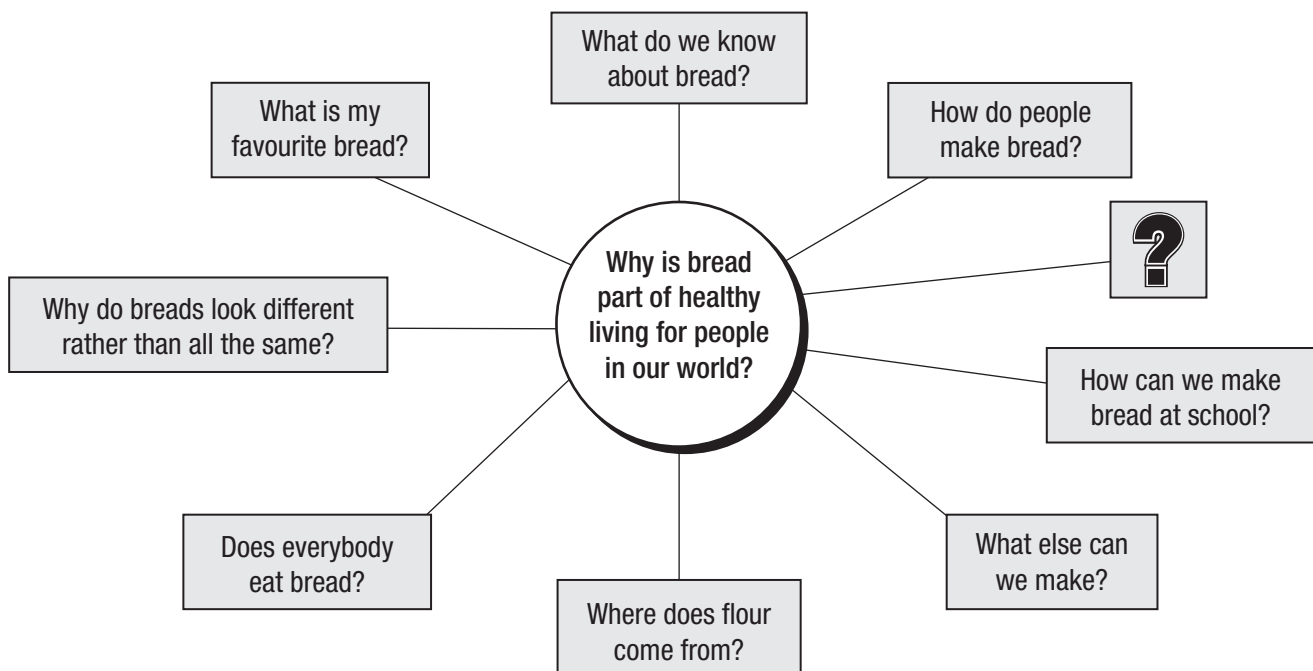 What do we know
about bread?
What is my
favourite bread?
How do people
make bread?
?
Why is bread
part of healthy
living for people
in our world?
Why do breads look different
rather than all the same?
How can we make
bread at school?
Does everybody
eat bread?
What else can
we make?
Where does flour
come from?